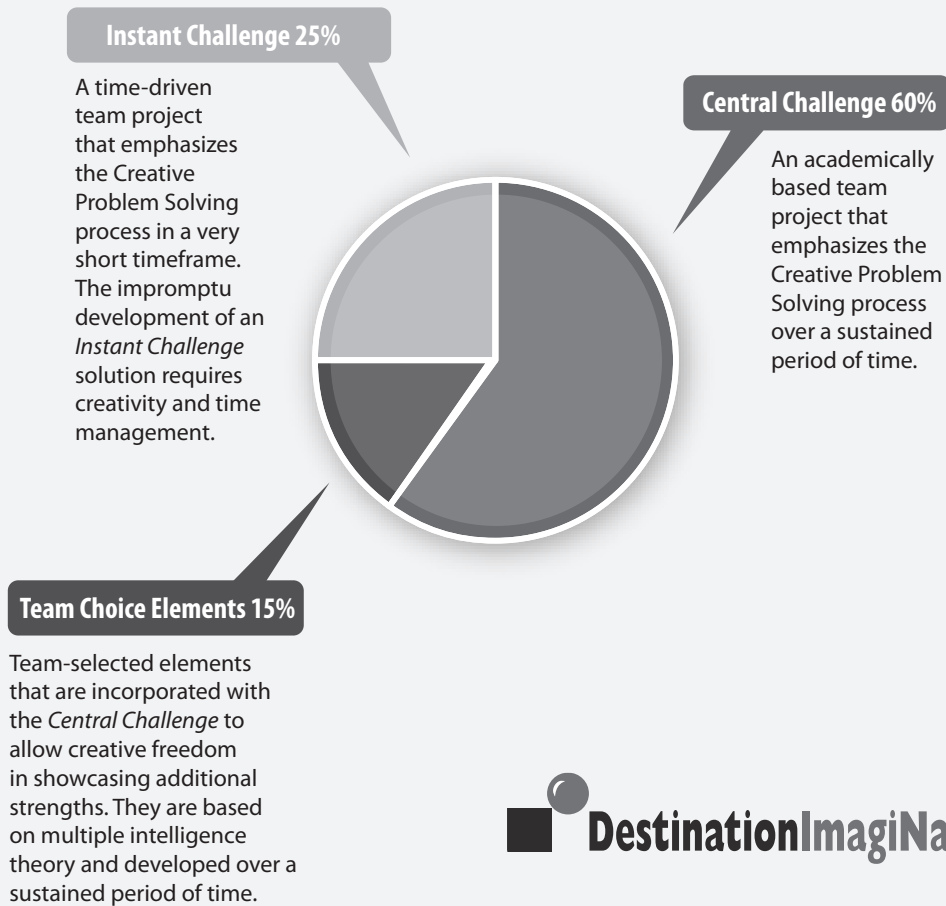 Instant Challenge 25%
A time-driven
team project
that emphasizes
the Creative
Problem Solving
process in a very
short timeframe.
The impromptu
development of an
Instant Challenge
solution requires
creativity and time
management.
Central Challenge 60%
An academically
based team
project that
emphasizes the
Creative Problem
Solving process
over a sustained
period of time.
Team Choice Elements 15%
Team-selected elements
that are incorporated with
the Central Challenge to
allow creative freedom
in showcasing additional
strengths. They are based
on multiple intelligence
theory and developed over a
sustained period of time.
DestinationImagiNa